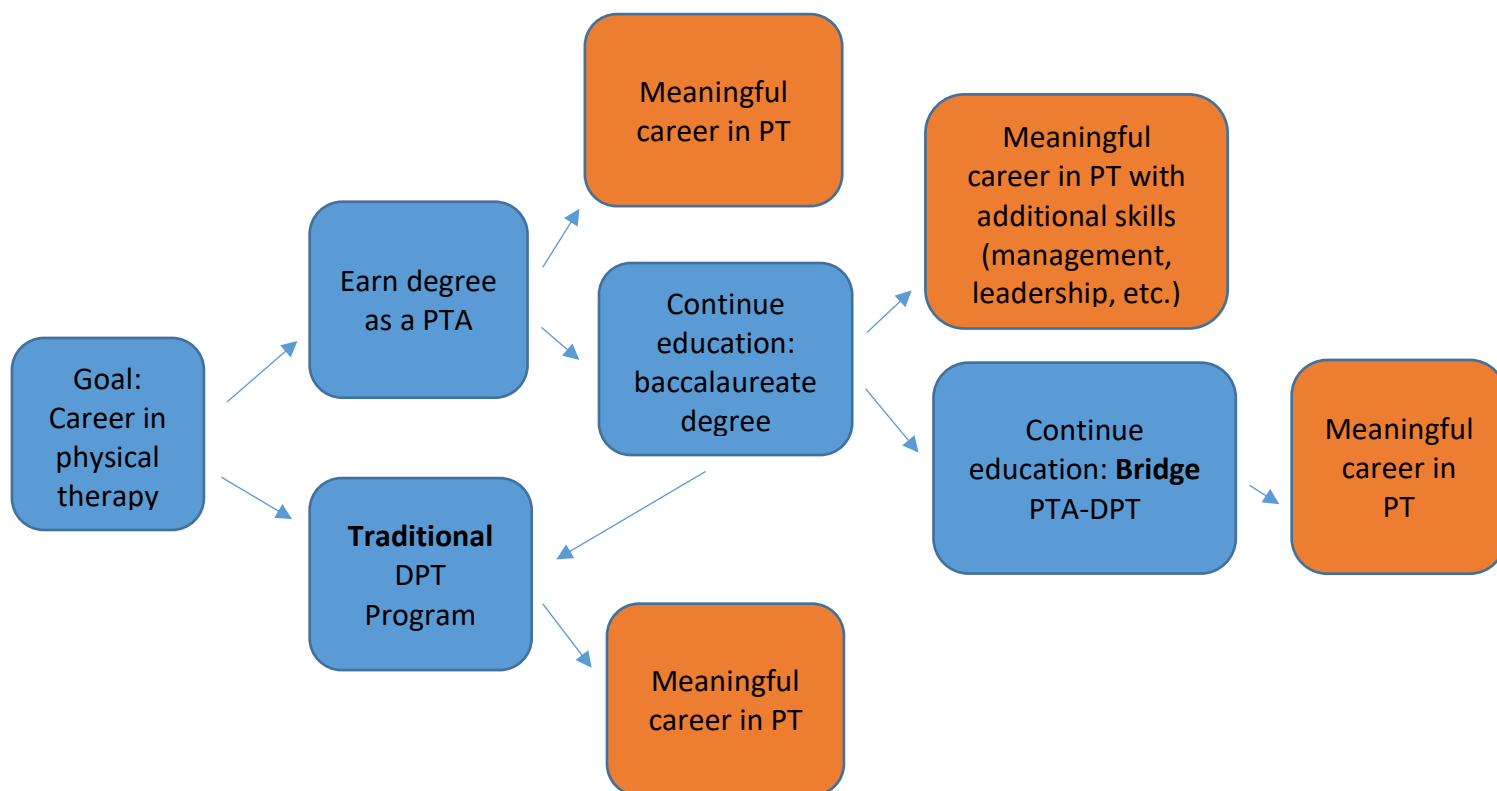 Goal:
Career in
physical
therapy
Earn degree
as a PTA
Traditional
DPT
Program
Meaningful
career in PT
Continue
education:
baccalaureate
degree
Meaningful
career in PT
Meaningful
career in PT with
additional skills
(management,
leadership, etc.)
Continue
education: Bridge
PTA-DPT
Meaningful
career in
PT